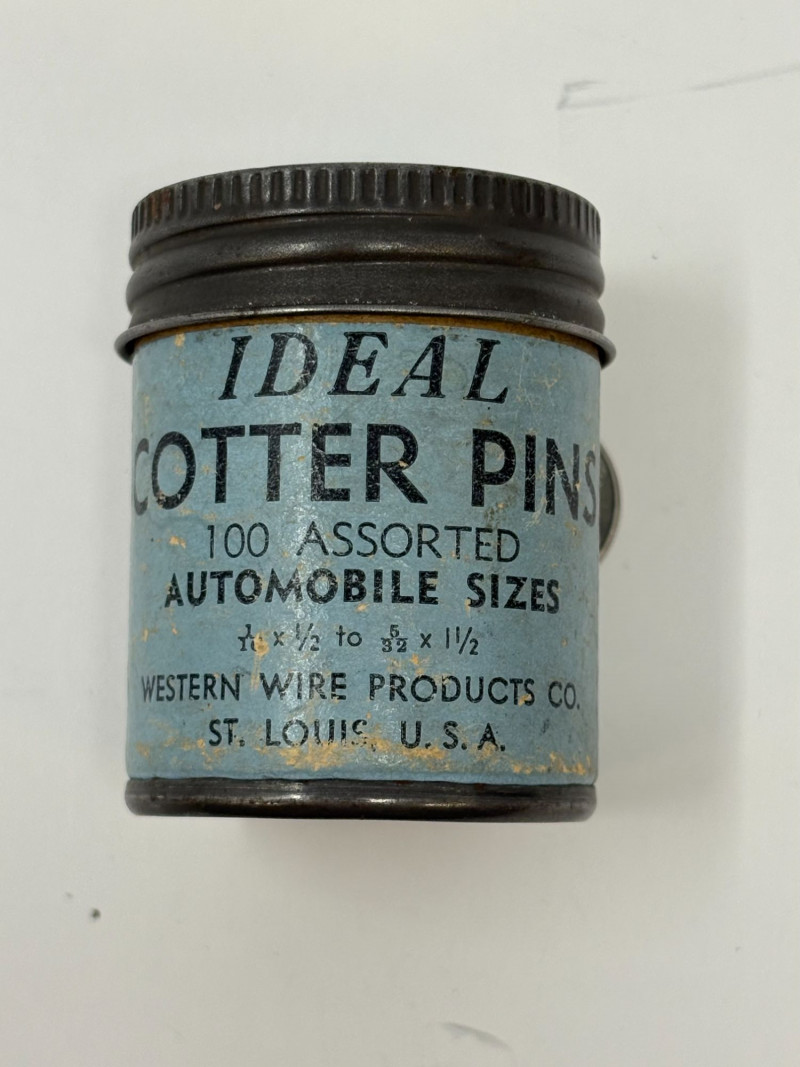 IDEAL
COTTER PINS
100 ASSORTED
AUTOMOBILE SIZES
1/16 x 1/2 to 5/32 x 1 1/2
WESTERN WIRE PRODUCTS CO.
ST. LOUIS, U.S.A.